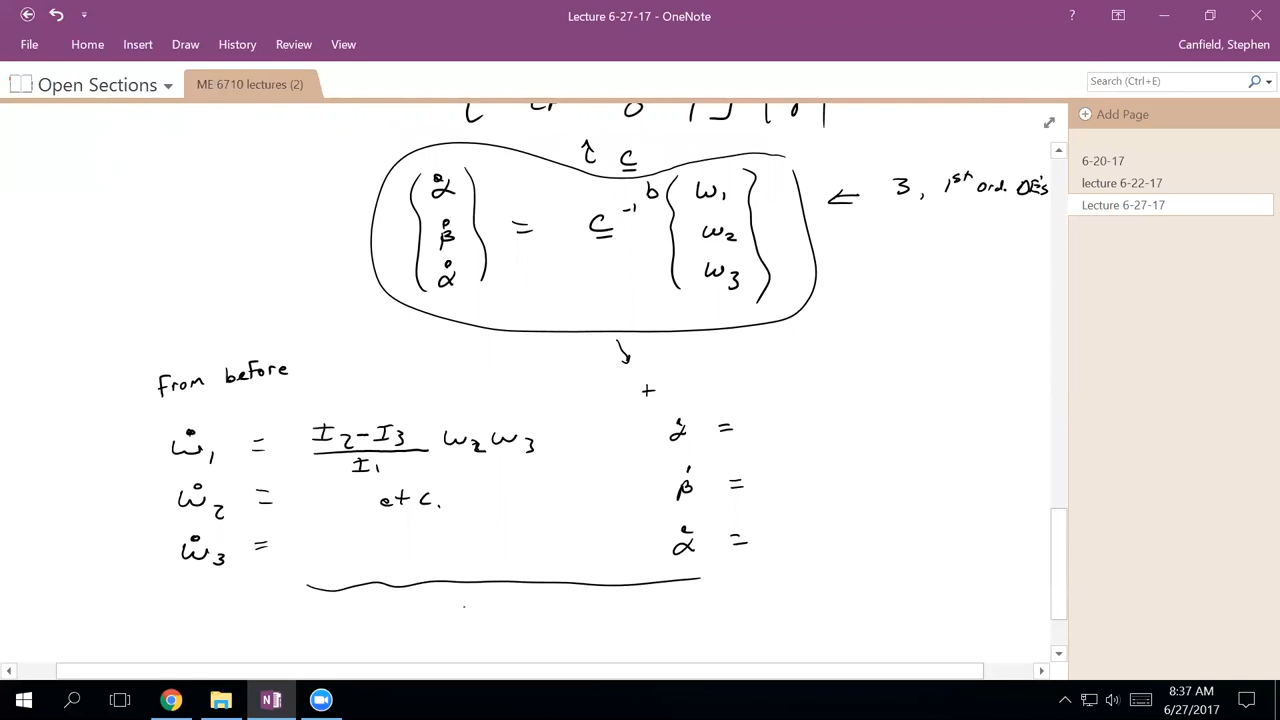 Lecture 6-27-17 - OneNote
File Home Insert Draw History Review View
Canfield, Stephen
Open Sections
ME 6710 lectures (2)
Search (Ctrl+E)
Add Page
6-20-17
lecture 6-22-17
Lecture 6-27-17
↑ C
γ̇ β̇ α̇ = C⁻¹ ᵇ ω₁ ω₂ ω₃ ← 3, 1st ord. DE's
+
From before
ω̇₁ = (I₂-I₃)/I₁ ω₂ω₃
γ̇ =
ω̇₂ = etc.
β̇ =
ω̇₃ =
α̇ =
8:37 AM
6/27/2017